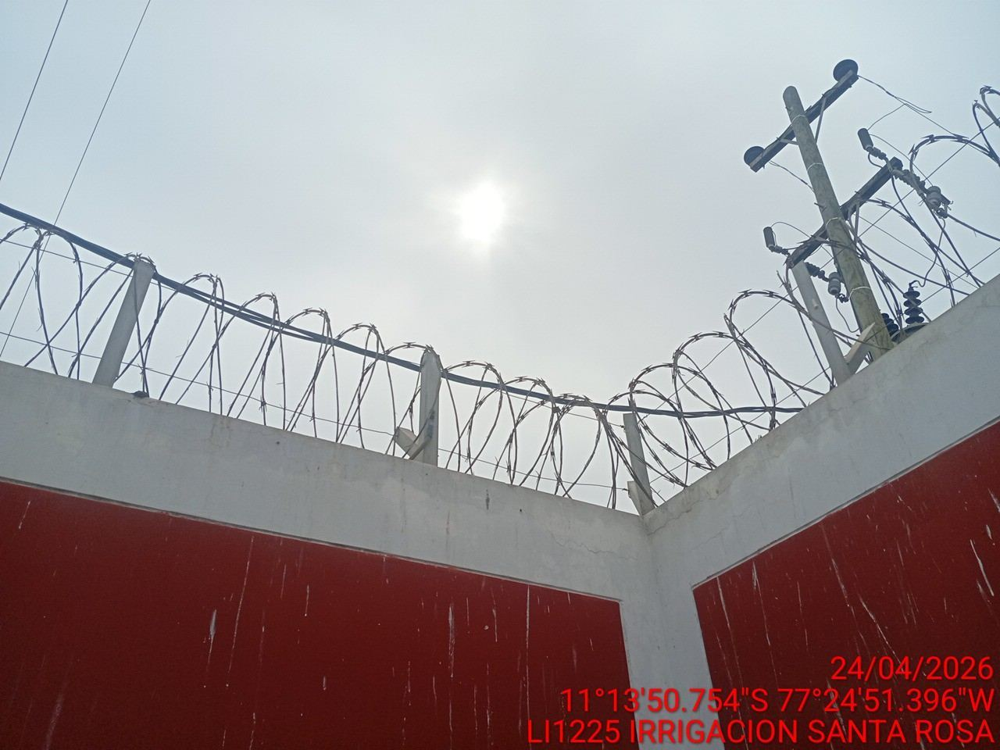 24/04/2026
11°13'50.754"S 77°24'51.396"W
LI1225 IRRIGACION SANTA ROSA